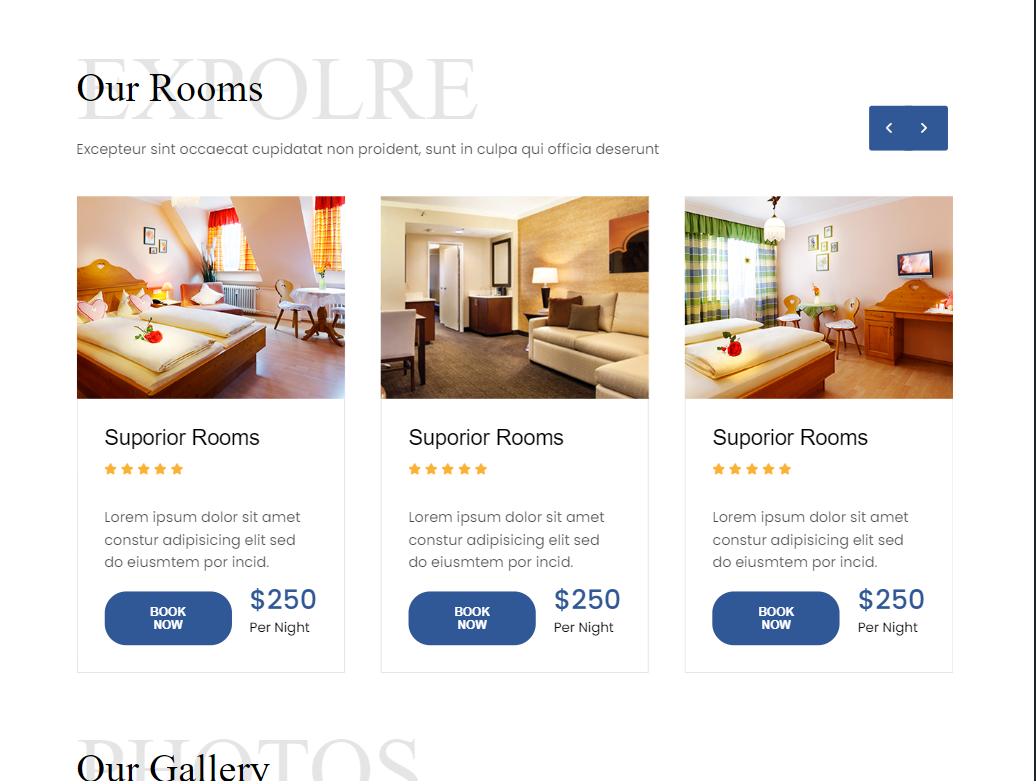 EXPOLRE
Our Rooms
Excepteur sint occaecat cupidatat non proident, sunt in culpa qui officia deserunt
Suporior Rooms
Lorem ipsum dolor sit amet
constur adipisicing elit sed
do eiusmtem por incid.
BOOK
NOW
$250
Per Night
Suporior Rooms
Lorem ipsum dolor sit amet
constur adipisicing elit sed
do eiusmtem por incid.
BOOK
NOW
$250
Per Night
Suporior Rooms
Lorem ipsum dolor sit amet
constur adipisicing elit sed
do eiusmtem por incid.
BOOK
NOW
$250
Per Night
PHOTOS
Our Gallery